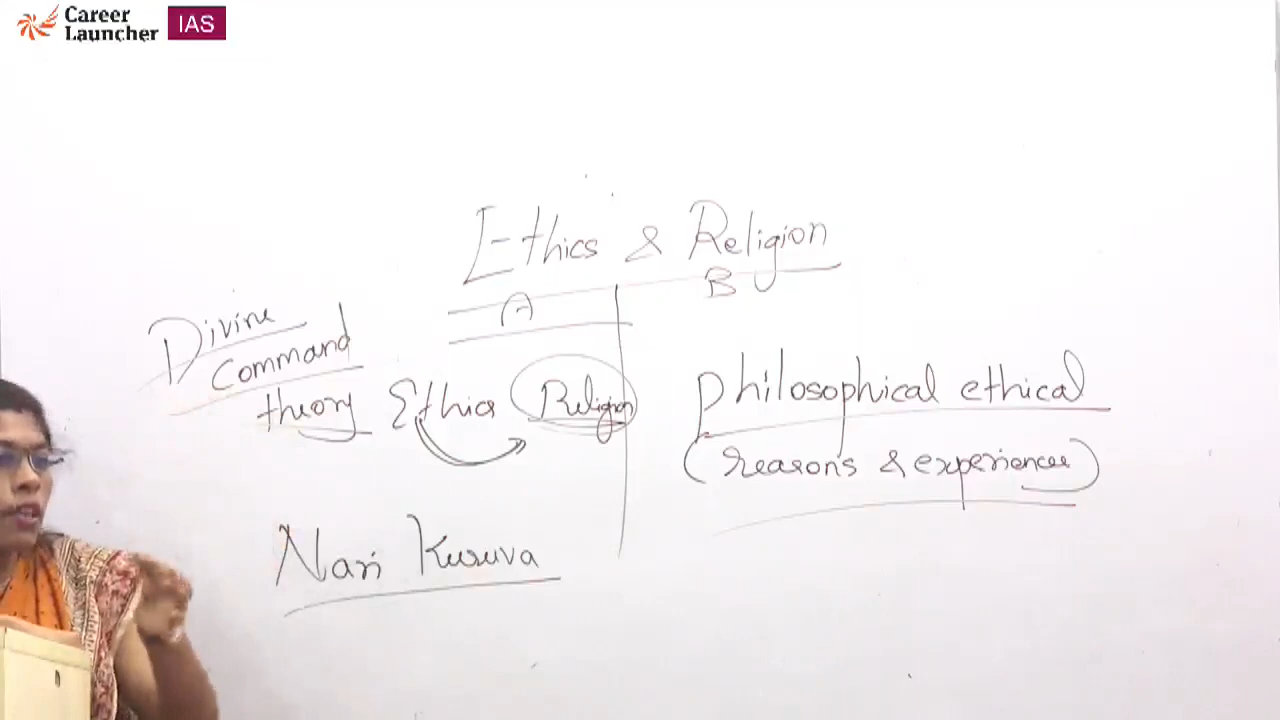 Career
Launcher
IAS
Ethics & Religion
A
B
Divine
command
theory
Ethics Religion
Philosophical ethical
(reasons & experiences)
Nari Kuruva